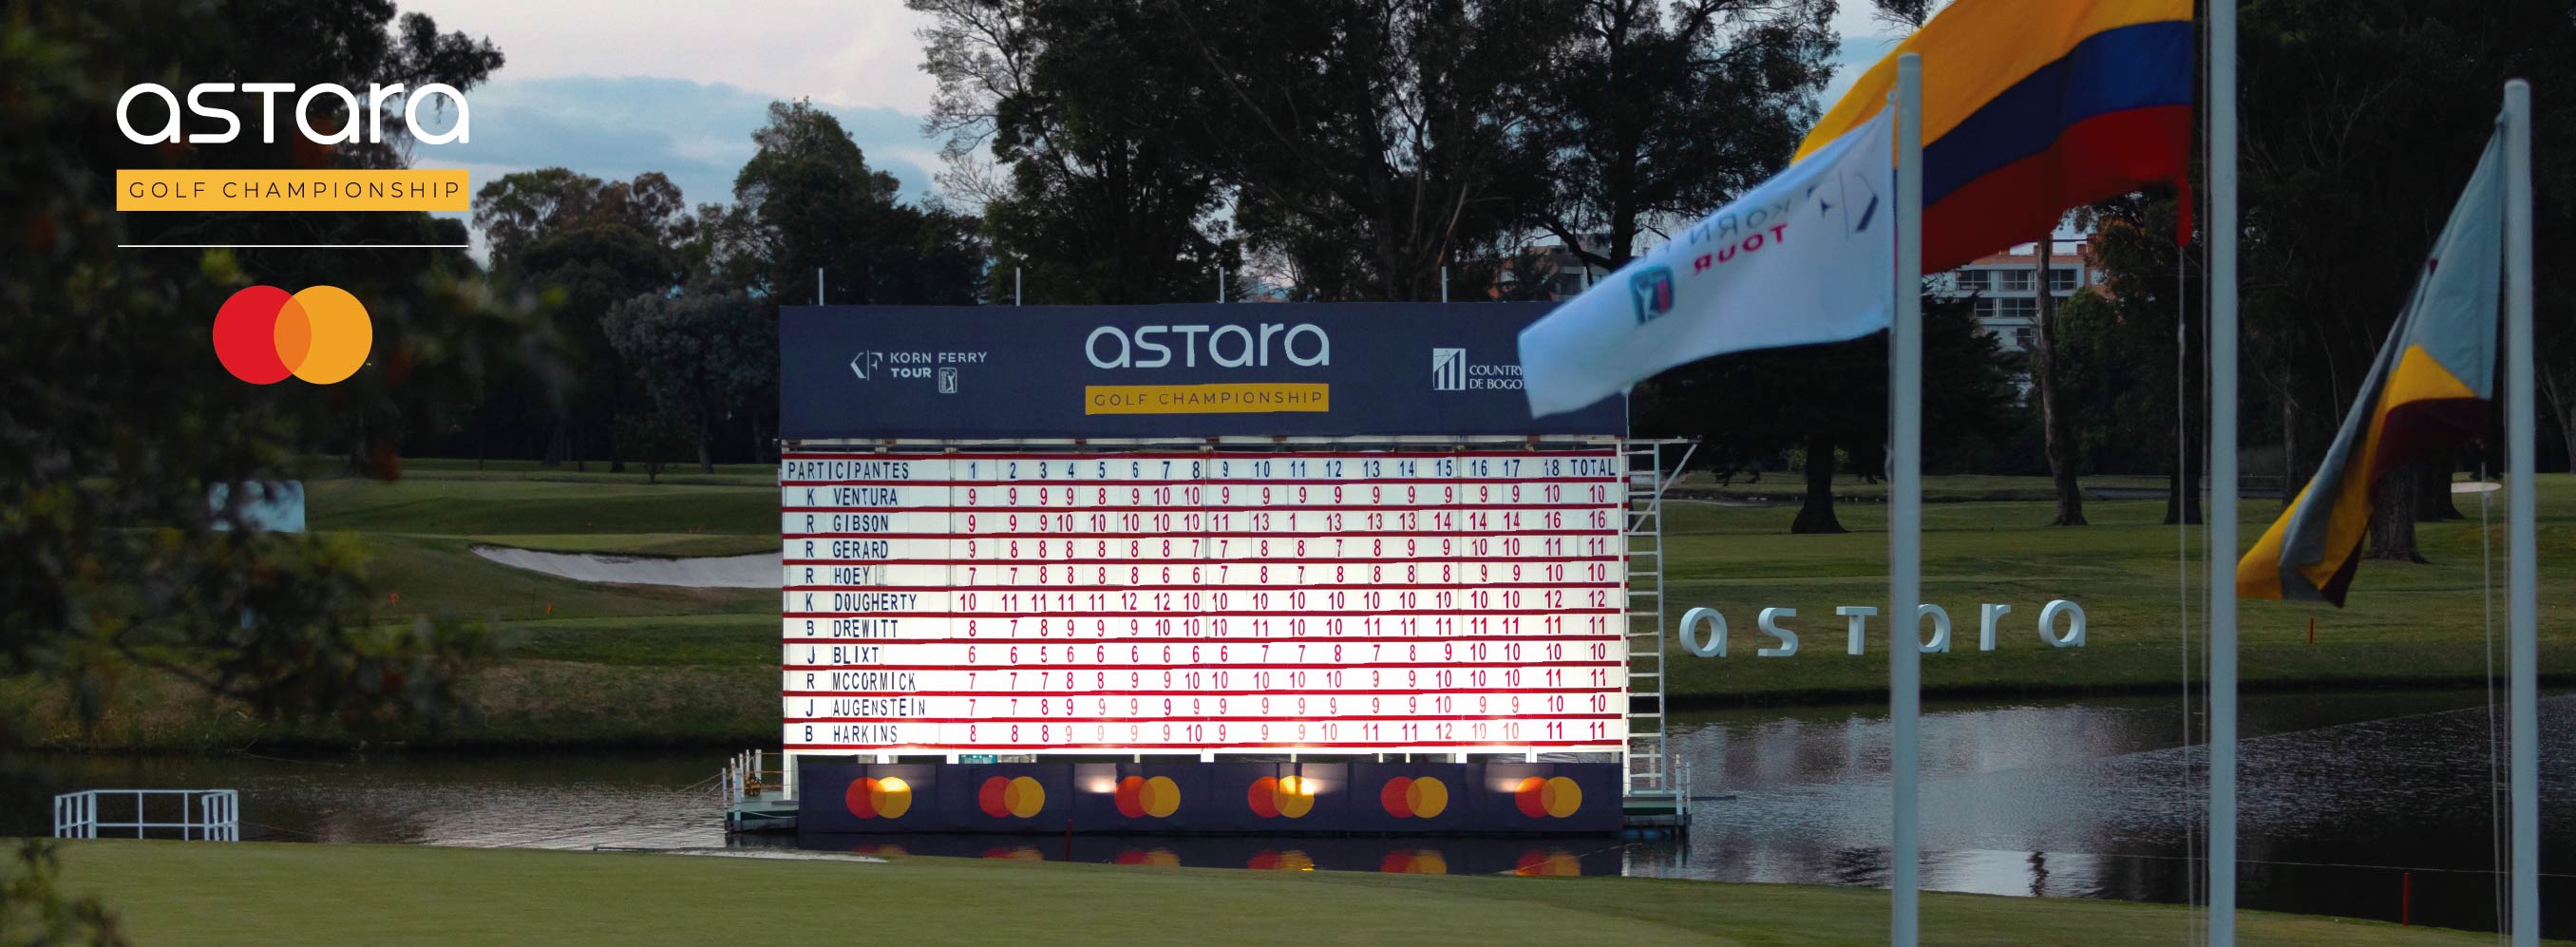 astara
GOLF CHAMPIONSHIP
KORN FERRY
TOUR
astara
GOLF CHAMPIONSHIP
COUNTRY
DE BOGO
KORN
TOUR
PARTICIPANTES 1 2 3 4 5 6 7 8 9 10 11 12 13 14 15 16 17 18 TOTAL
K VENTURA 9 9 9 9 8 9 10 10 9 9 9 9 9 9 9 9 9 10 10
R GIBSON 9 9 9 10 10 10 10 10 11 13 1 13 13 13 14 14 14 16 16
R GERARD 9 8 8 8 8 8 8 7 7 8 8 7 8 9 9 10 10 11 11
R HOEY 7 7 8 8 8 8 6 6 7 8 7 8 8 8 8 9 9 10 10
K DOUGHERTY 10 11 11 11 11 12 12 10 10 10 10 10 10 10 10 10 10 12 12
B DREWITT 8 7 8 9 9 9 10 10 10 11 10 10 11 11 11 11 11 11 11
J BLIXT 6 6 5 6 6 6 6 6 6 7 7 8 7 8 9 10 10 10 10
R MCCORMICK 7 7 7 8 8 9 9 10 10 10 10 10 9 9 10 10 10 11 11
J AUGENSTEIN 7 7 8 9 9 9 9 9 9 9 9 9 9 9 10 9 9 10 10
B HARKINS 8 8 8 9 9 9 9 10 9 9 9 10 11 11 12 10 10 11 11
astara